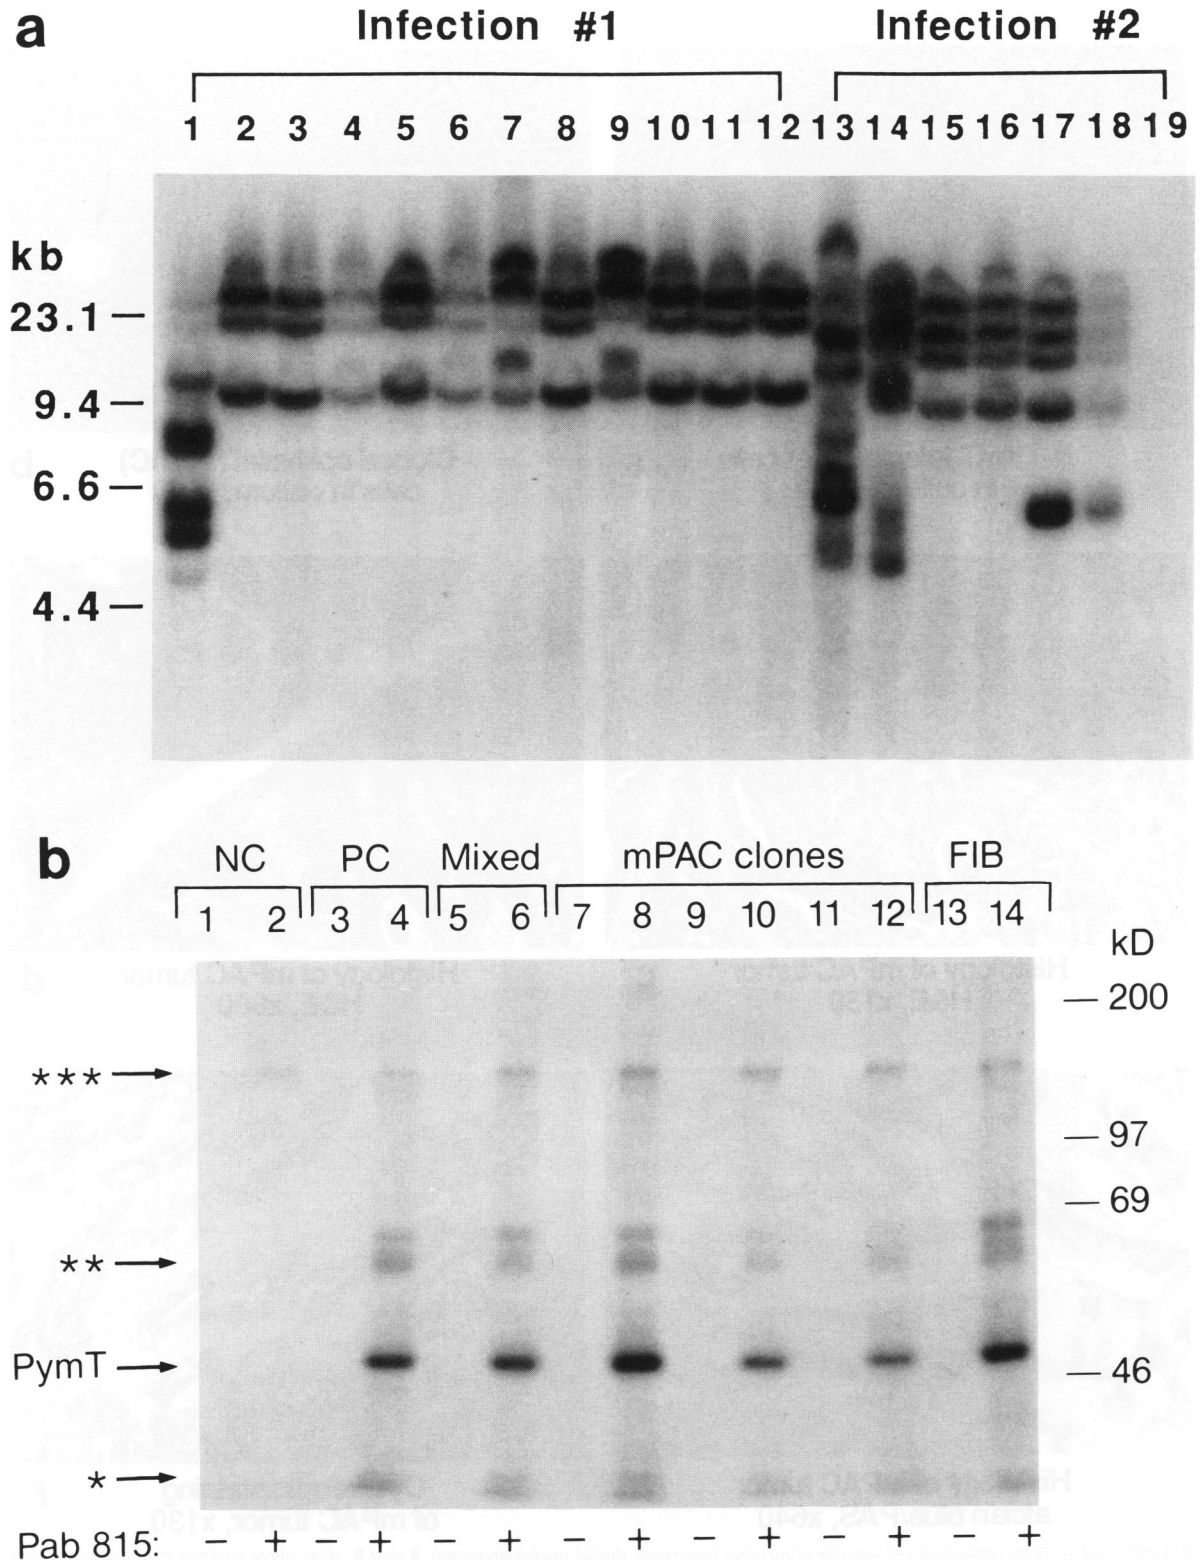 a
Infection #1 Infection #2
1 2 3 4 5 6 7 8 9 10 11 12 13 14 15 16 17 18 19
kb
23.1
9.4
6.6
4.4
b
NC PC Mixed mPAC clones FIB
1 2 3 4 5 6 7 8 9 10 11 12 13 14
kD
200
***
97
69
**
PymT
46
*
Pab 815: − + − + − + − + − + − + − +